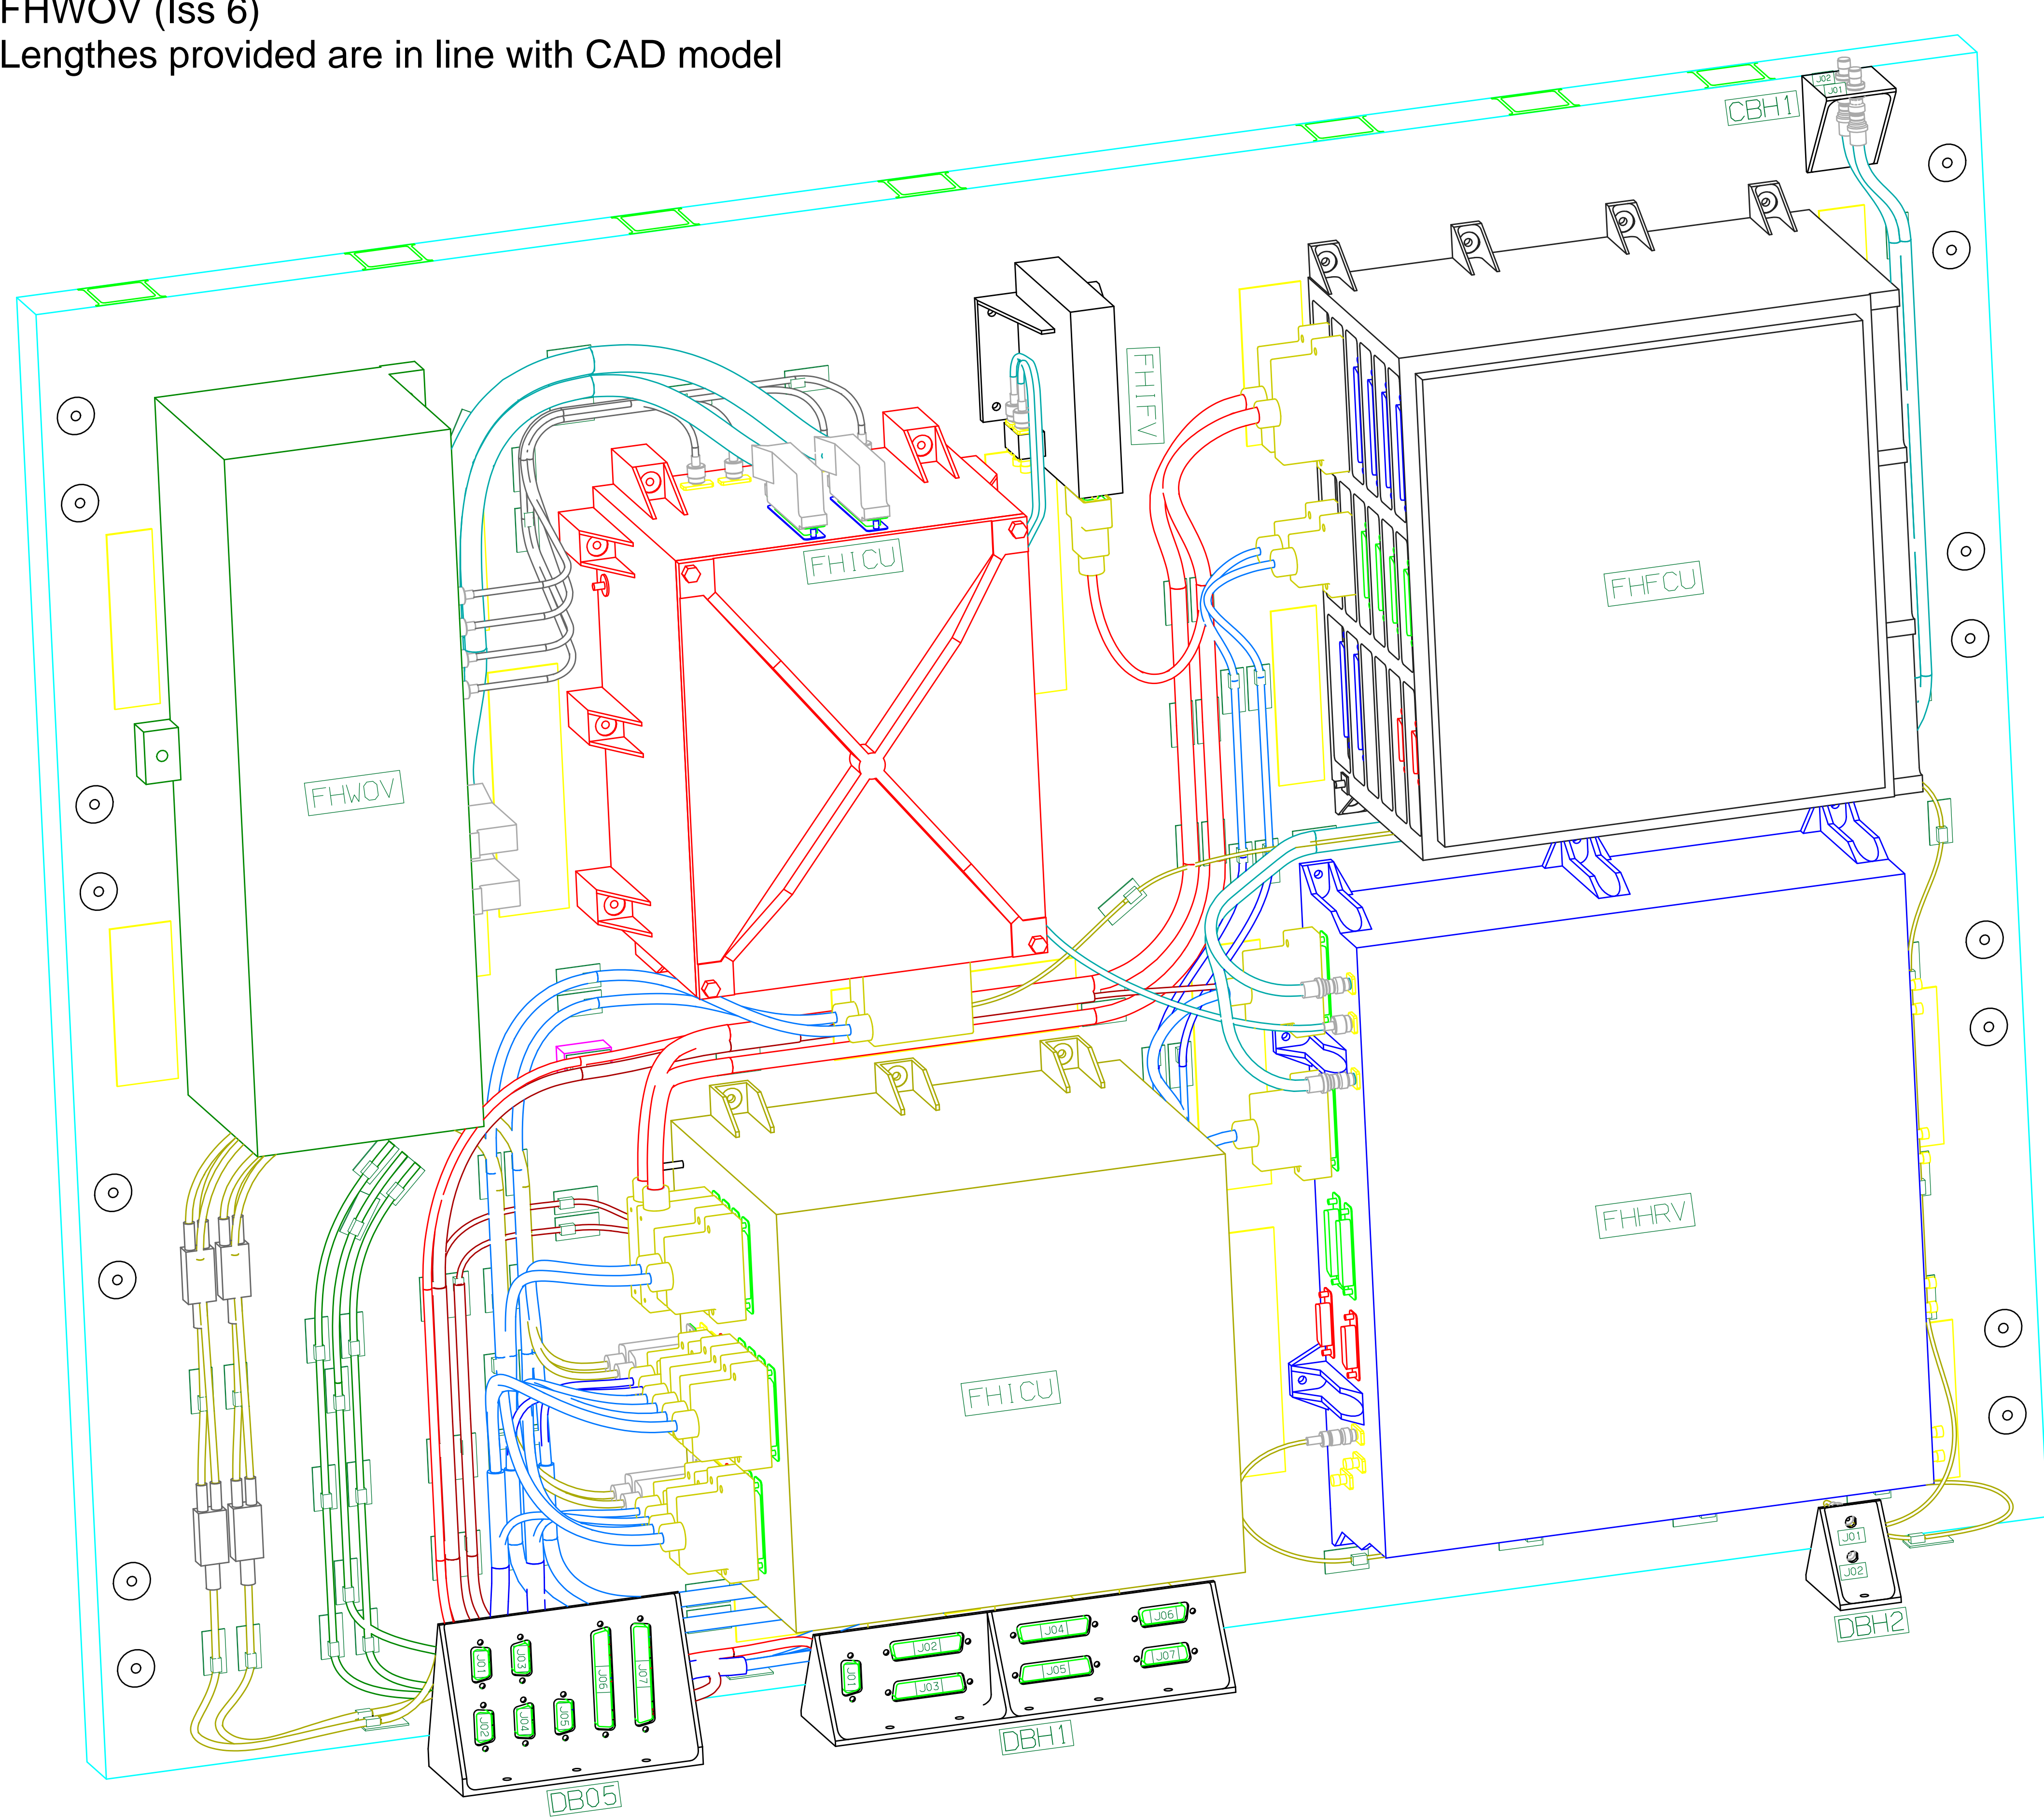 FHWOV (Iss 6)
Lengthes provided are in line with CAD model
CBH1
J02
J01
FHIFV
FHICU
FHFCU
FHWOV
FHHRV
FHICU
J01
J02
DBH2
J01
J03
J02
J04
J05
J06
J07
DB05
J01
J02
J03
J04
J05
J06
J07
DBH1